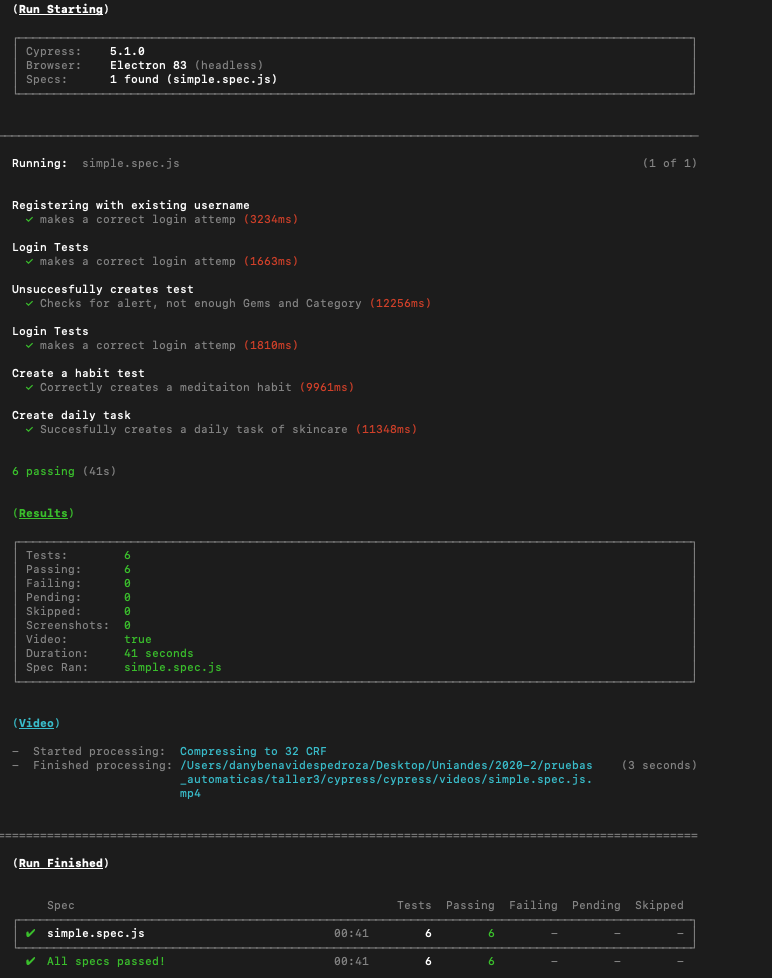 (Run Starting)
Cypress: 5.1.0
Browser: Electron 83 (headless)
Specs: 1 found (simple.spec.js)
Running: simple.spec.js (1 of 1)
Registering with existing username
✓ makes a correct login attemp (3234ms)
Login Tests
✓ makes a correct login attemp (1663ms)
Unsuccesfully creates test
✓ Checks for alert, not enough Gems and Category (12256ms)
Login Tests
✓ makes a correct login attemp (1810ms)
Create a habit test
✓ Correctly creates a meditaiton habit (9961ms)
Create daily task
✓ Succesfully creates a daily task of skincare (11348ms)
6 passing (41s)
(Results)
Tests: 6
Passing: 6
Failing: 0
Pending: 0
Skipped: 0
Screenshots: 0
Video: true
Duration: 41 seconds
Spec Ran: simple.spec.js
(Video)
– Started processing: Compressing to 32 CRF
– Finished processing: /Users/danybenavidespedroza/Desktop/Uniandes/2020-2/pruebas (3 seconds)
_automaticas/taller3/cypress/cypress/videos/simple.spec.js.
mp4
(Run Finished)
Spec Tests Passing Failing Pending Skipped
✔ simple.spec.js 00:41 6 6 – – –
✔ All specs passed! 00:41 6 6 – – –